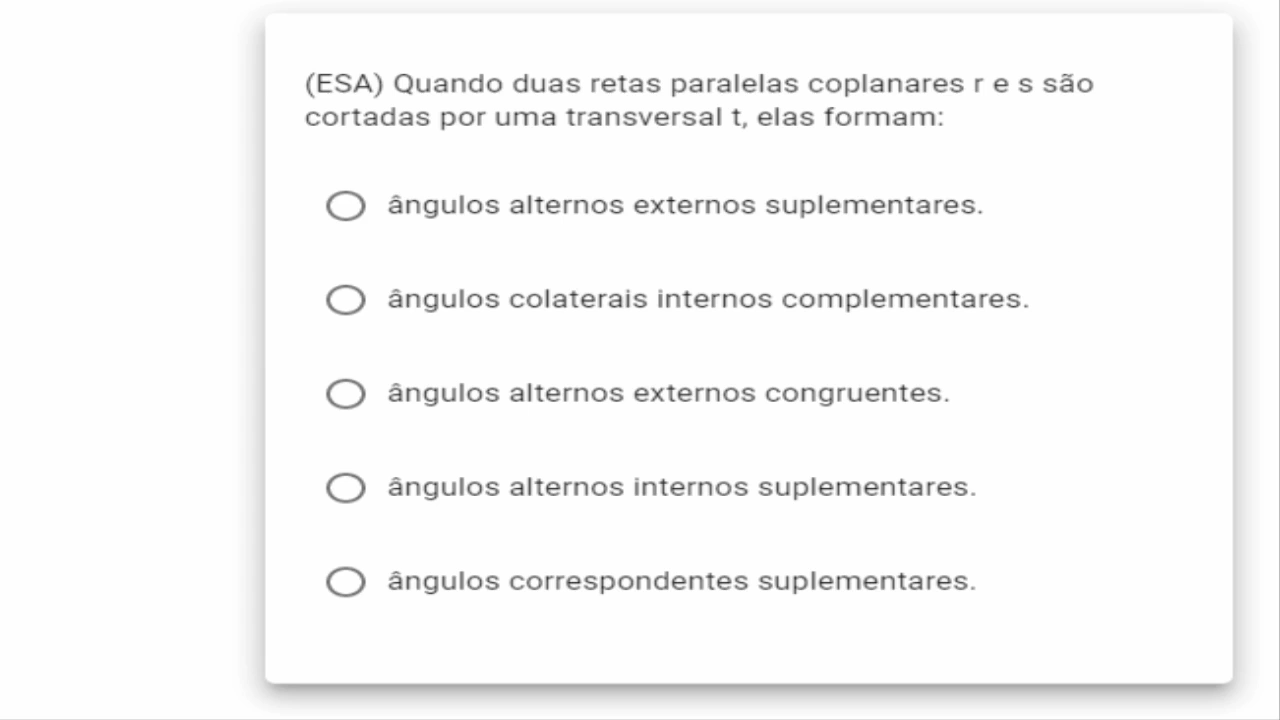 (ESA) Quando duas retas paralelas coplanares r e s são
cortadas por uma transversal t, elas formam:
ângulos alternos externos suplementares.
ângulos colaterais internos complementares.
ângulos alternos externos congruentes.
ângulos alternos internos suplementares.
ângulos correspondentes suplementares.